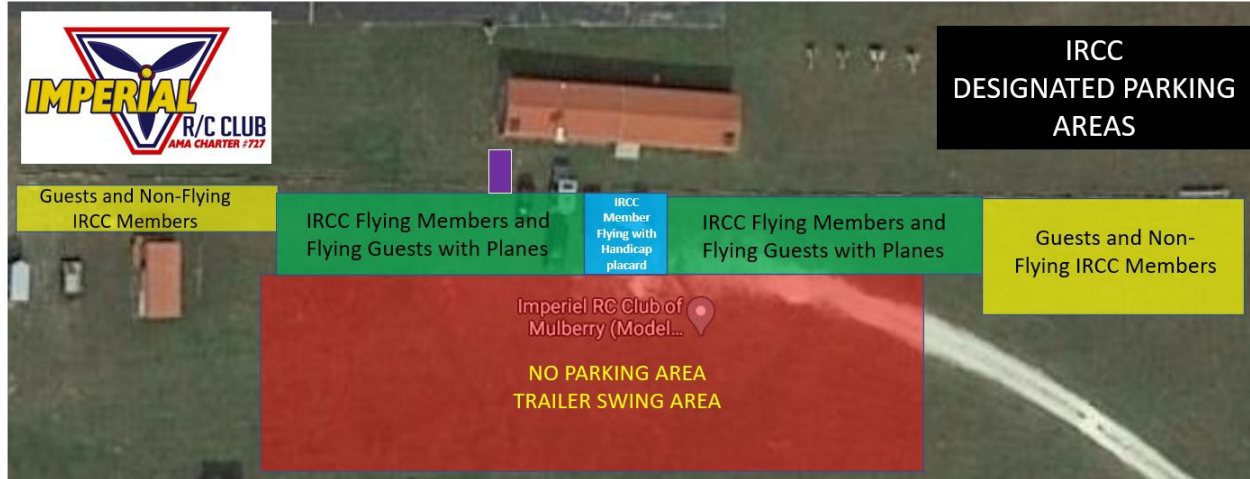 IMPERIAL
R/C CLUB
AMA CHARTER #727
IRCC
DESIGNATED PARKING
AREAS
Guests and Non-Flying
IRCC Members
IRCC Flying Members and
Flying Guests with Planes
IRCC
Member
Flying with
Handicap
placard
IRCC Flying Members and
Flying Guests with Planes
Guests and Non-
Flying IRCC Members
Imperiel RC Club of
Mulberry (Model...
NO PARKING AREA
TRAILER SWING AREA